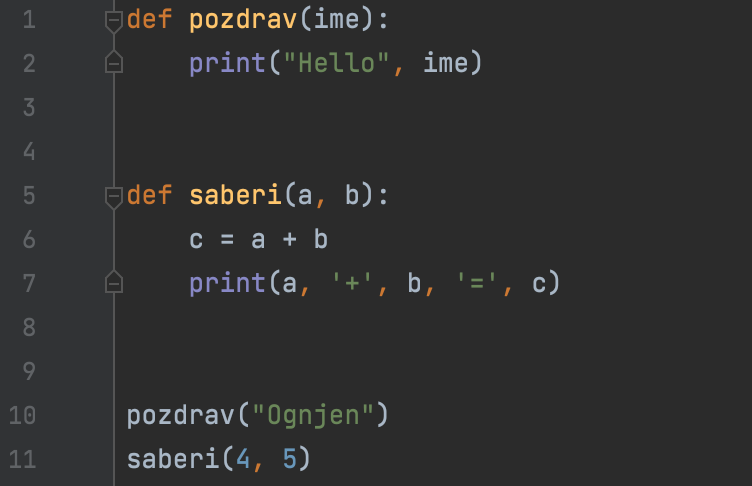 1 def pozdrav(ime):
2     print("Hello", ime)
3
4
5 def saberi(a, b):
6     c = a + b
7     print(a, '+', b, '=', c)
8
9
10 pozdrav("Ognjen")
11 saberi(4, 5)